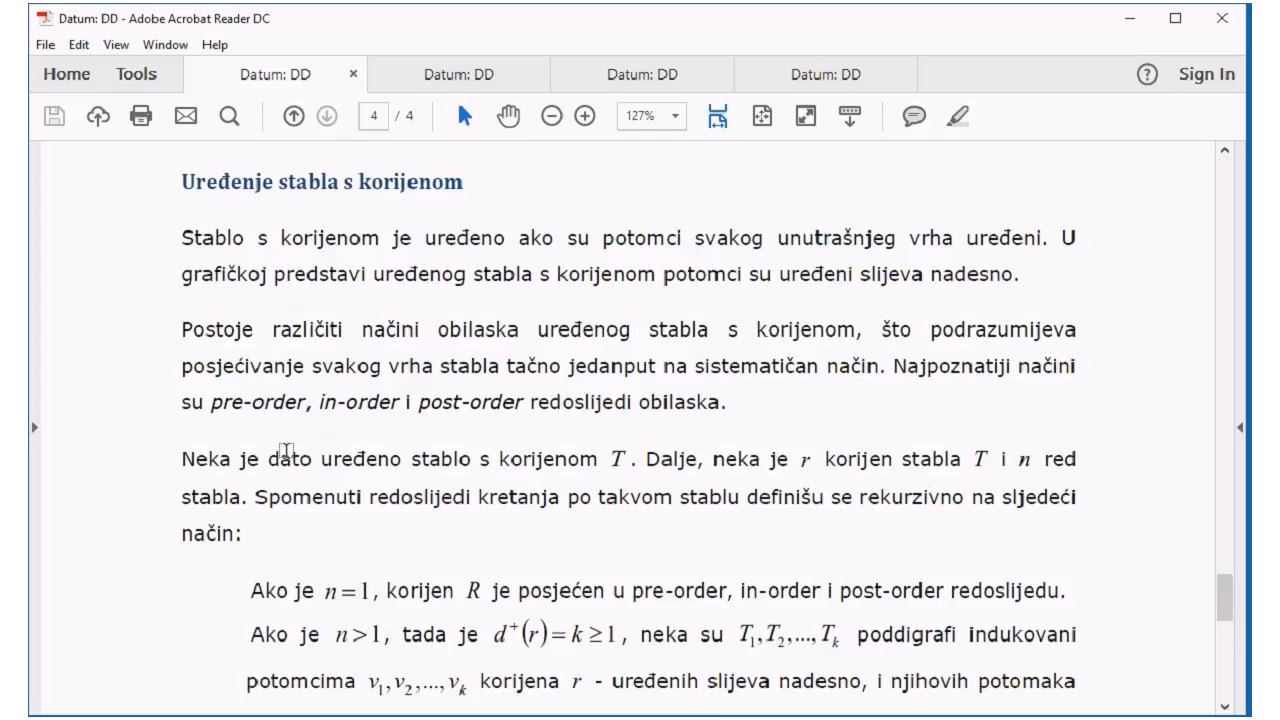 Datum: DD - Adobe Acrobat Reader DC
File Edit View Window Help
Home Tools Datum: DD × Datum: DD Datum: DD Datum: DD ? Sign In
4 / 4 127%
Uređenje stabla s korijenom
Stablo s korijenom je uređeno ako su potomci svakog unutrašnjeg vrha uređeni. U
grafičkoj predstavi uređenog stabla s korijenom potomci su uređeni slijeva nadesno.
Postoje različiti načini obilaska uređenog stabla s korijenom, što podrazumijeva
posjećivanje svakog vrha stabla tačno jedanput na sistematičan način. Najpoznatiji načini
su pre-order, in-order i post-order redoslijedi obilaska.
Neka je dato uređeno stablo s korijenom T. Dalje, neka je r korijen stabla T i n red
stabla. Spomenuti redoslijedi kretanja po takvom stablu definišu se rekurzivno na sljedeći
način:
Ako je n=1, korijen R je posjećen u pre-order, in-order i post-order redoslijedu.
Ako je n>1, tada je d⁺(r)=k≥1, neka su T₁,T₂,...,Tₖ poddigrafi indukovani
potomcima v₁,v₂,...,vₖ korijena r - uređenih slijeva nadesno, i njihovih potomaka